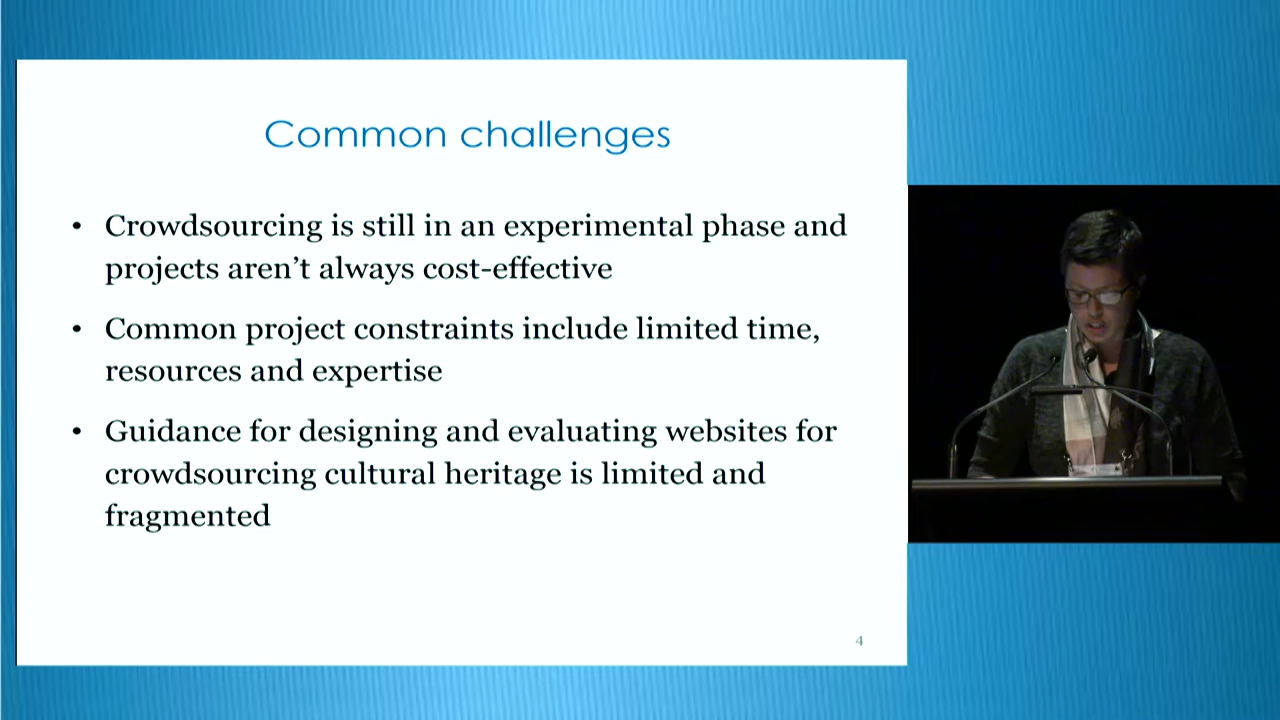 Common challenges
• Crowdsourcing is still in an experimental phase and
projects aren’t always cost-effective
• Common project constraints include limited time,
resources and expertise
• Guidance for designing and evaluating websites for
crowdsourcing cultural heritage is limited and
fragmented
4